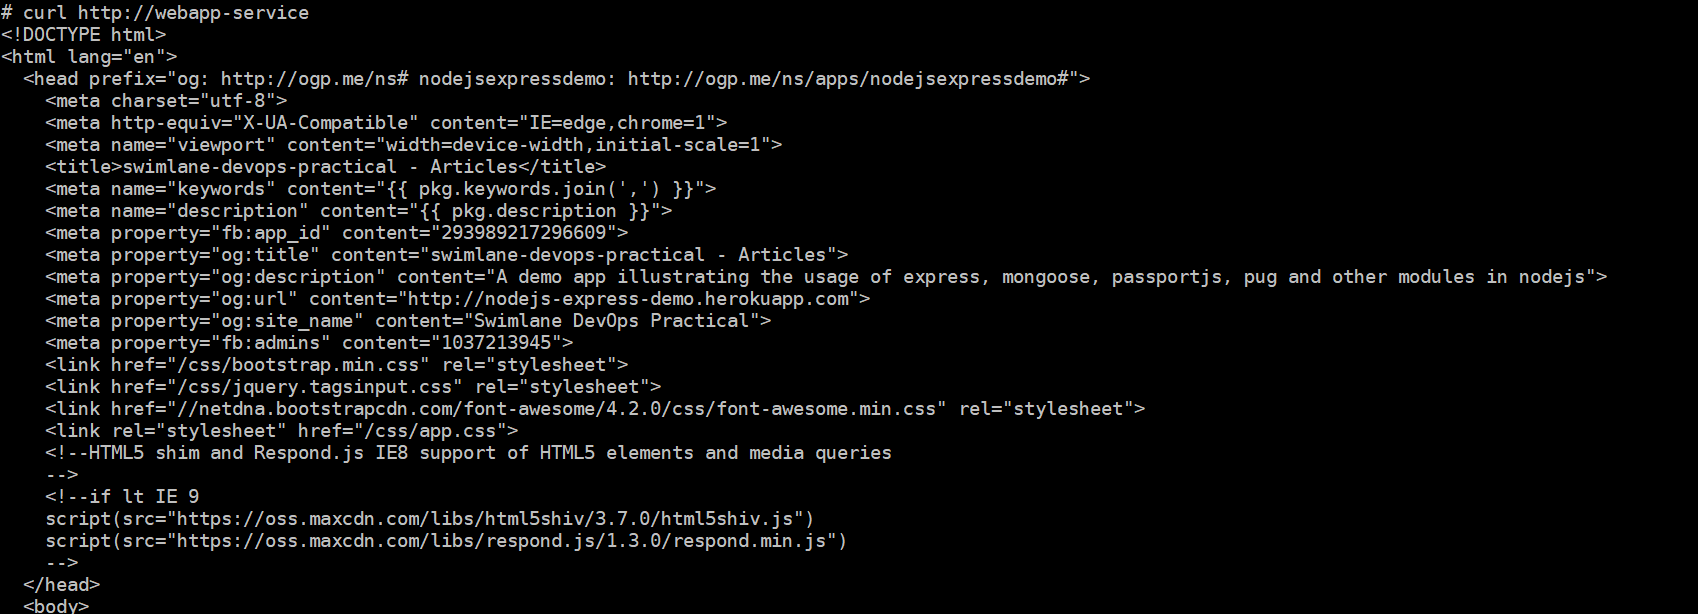 # curl http://webapp-service
<!DOCTYPE html>
<html lang="en">
  <head prefix="og: http://ogp.me/ns# nodejsexpressdemo: http://ogp.me/ns/apps/nodejsexpressdemo#">
    <meta charset="utf-8">
    <meta http-equiv="X-UA-Compatible" content="IE=edge,chrome=1">
    <meta name="viewport" content="width=device-width,initial-scale=1">
    <title>swimlane-devops-practical - Articles</title>
    <meta name="keywords" content="{{ pkg.keywords.join(',') }}">
    <meta name="description" content="{{ pkg.description }}">
    <meta property="fb:app_id" content="293989217296609">
    <meta property="og:title" content="swimlane-devops-practical - Articles">
    <meta property="og:description" content="A demo app illustrating the usage of express, mongoose, passportjs, pug and other modules in nodejs">
    <meta property="og:url" content="http://nodejs-express-demo.herokuapp.com">
    <meta property="og:site_name" content="Swimlane DevOps Practical">
    <meta property="fb:admins" content="1037213945">
    <link href="/css/bootstrap.min.css" rel="stylesheet">
    <link href="/css/jquery.tagsinput.css" rel="stylesheet">
    <link href="//netdna.bootstrapcdn.com/font-awesome/4.2.0/css/font-awesome.min.css" rel="stylesheet">
    <link rel="stylesheet" href="/css/app.css">
    <!--HTML5 shim and Respond.js IE8 support of HTML5 elements and media queries
    -->
    <!--if lt IE 9
    script(src="https://oss.maxcdn.com/libs/html5shiv/3.7.0/html5shiv.js")
    script(src="https://oss.maxcdn.com/libs/respond.js/1.3.0/respond.min.js")
    -->
  </head>
  <body>